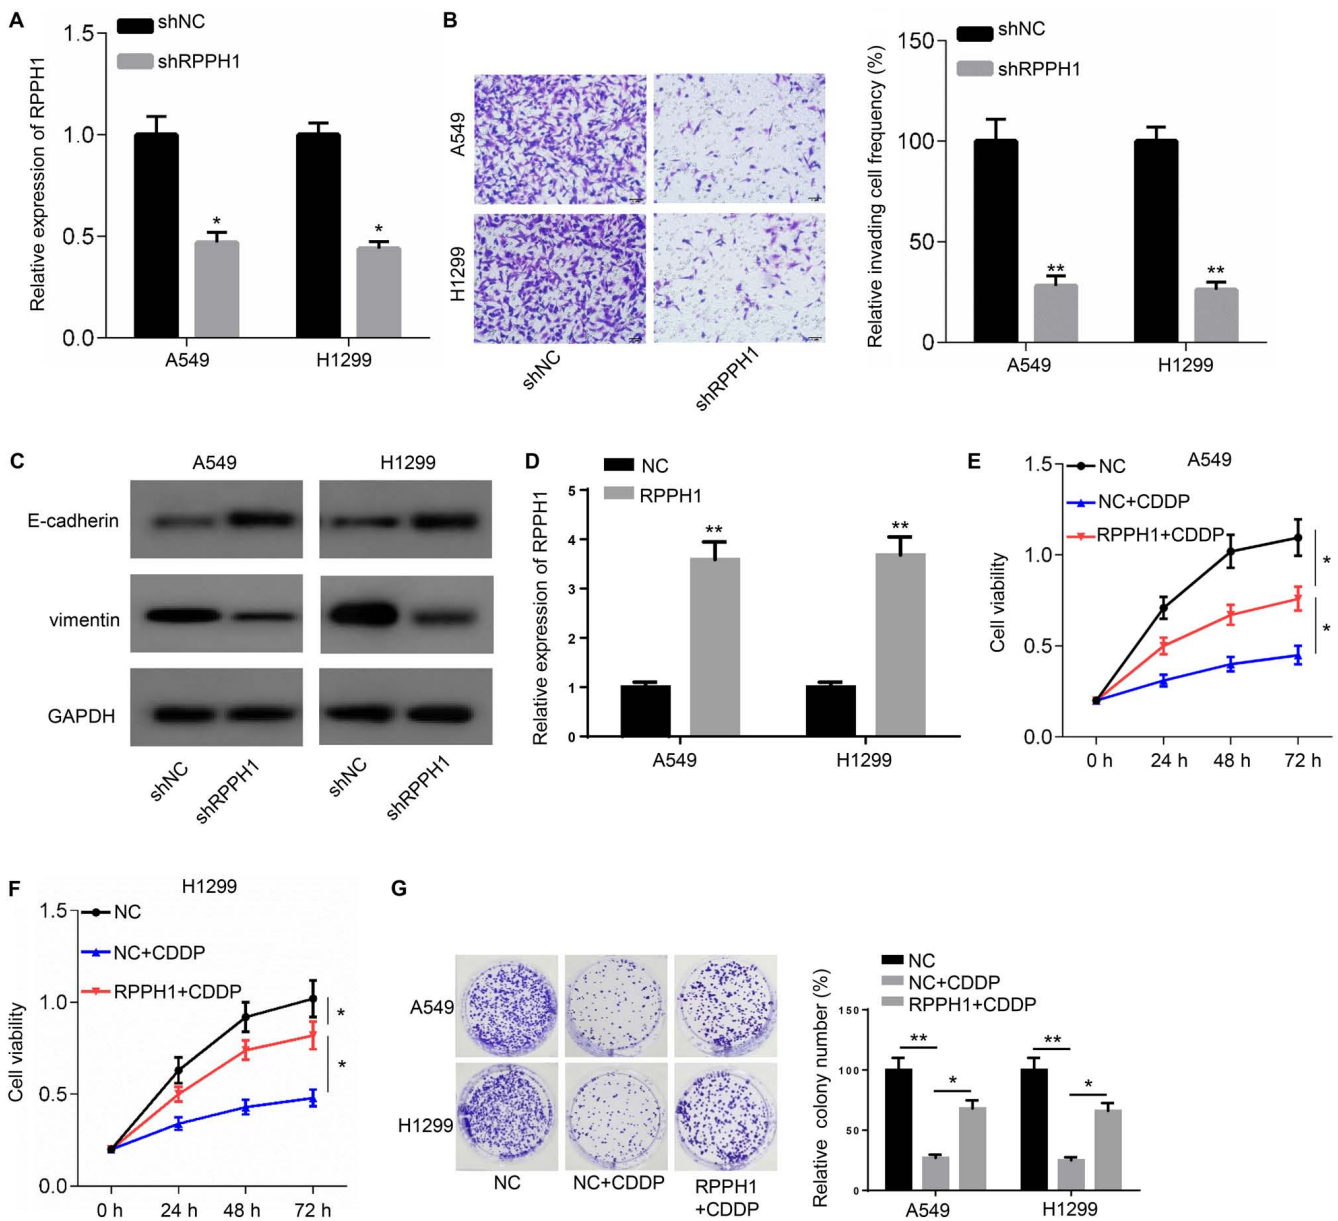 A
shNC
shRPPH1
Relative expression of RPPH1
1.5
1.0
0.5
0.0
*
*
A549
H1299
B
A549
H1299
shNC
shRPPH1
shNC
shRPPH1
Relative invading cell frequency (%)
150
100
50
0
**
**
A549
H1299
C
A549
H1299
E-cadherin
vimentin
GAPDH
shNC
shRPPH1
shNC
shRPPH1
D
NC
RPPH1
Relative expression of RPPH1
5
4
3
2
1
0
**
**
A549
H1299
E
A549
NC
NC+CDDP
RPPH1+CDDP
Cell viability
1.5
1.0
0.5
0.0
*
*
0 h
24 h
48 h
72 h
F
H1299
NC
NC+CDDP
RPPH1+CDDP
Cell viability
1.5
1.0
0.5
0.0
*
*
0 h
24 h
48 h
72 h
G
A549
H1299
NC
NC+CDDP
RPPH1
+CDDP
NC
NC+CDDP
RPPH1+CDDP
Relative colony number (%)
150
100
50
0
**
*
**
*
A549
H1299